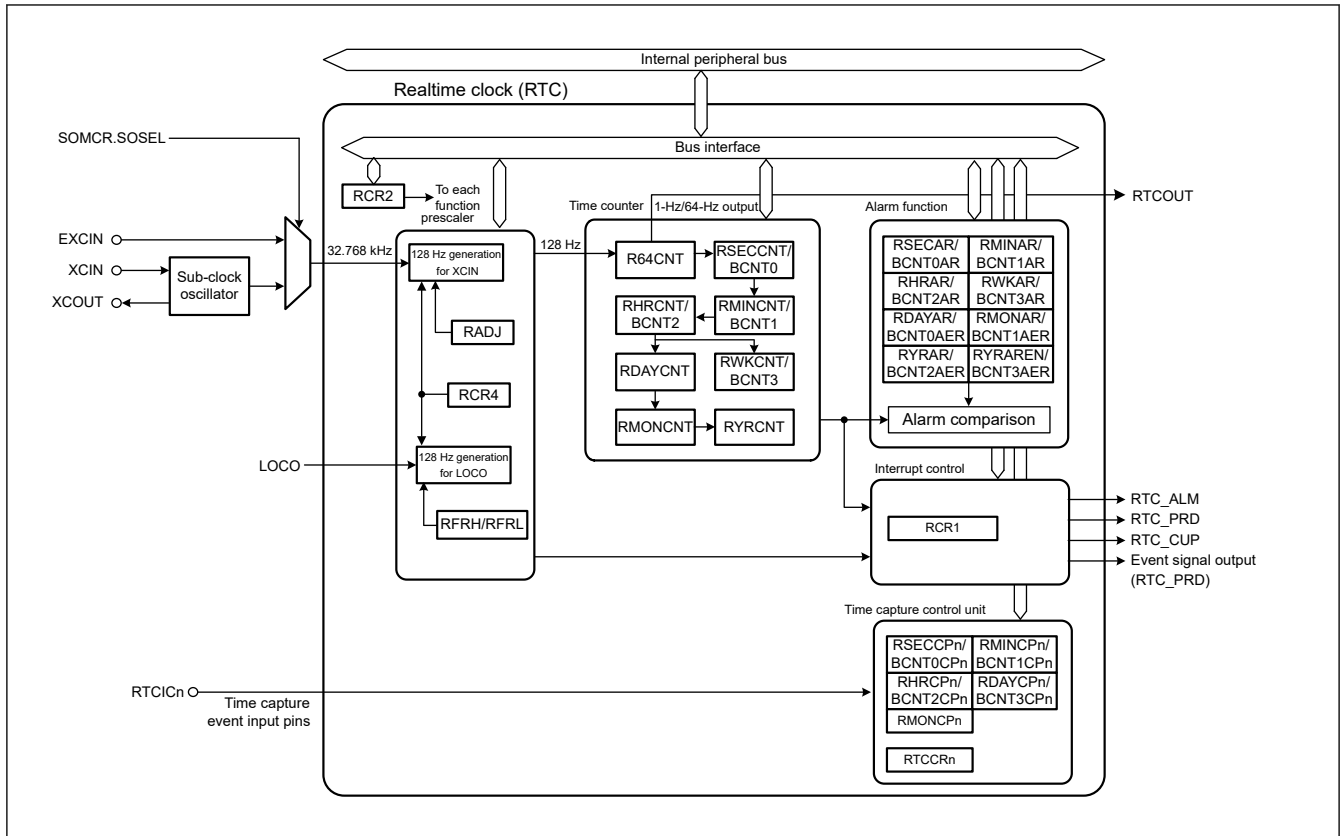 Internal peripheral bus
Realtime clock (RTC)
SOMCR.SOSEL
Bus interface
RCR2
To each
function
prescaler
Time counter
1-Hz/64-Hz output
Alarm function
RTCOUT
EXCIN
XCIN
XCOUT
Sub-clock
oscillator
32.768 kHz
128 Hz generation
for XCIN
128 Hz
RADJ
RCR4
LOCO
128 Hz generation
for LOCO
RFRH/RFRL
R64CNT
RSECCNT/
BCNT0
RHRCNT/
BCNT2
RMINCNT/
BCNT1
RDAYCNT
RWKCNT/
BCNT3
RMONCNT
RYRCNT
RSECAR/
BCNT0AR
RMINAR/
BCNT1AR
RHRAR/
BCNT2AR
RWKAR/
BCNT3AR
RDAYAR/
BCNT0AER
RMONAR/
BCNT1AER
RYRAR/
BCNT2AER
RYRAREN/
BCNT3AER
Alarm comparison
Interrupt control
RCR1
RTC_ALM
RTC_PRD
RTC_CUP
Event signal output
(RTC_PRD)
Time capture control unit
RSECCPn/
BCNT0CPn
RMINCPn/
BCNT1CPn
RHRCPn/
BCNT2CPn
RDAYCPn/
BCNT3CPn
RMONCPn
RTCCRn
RTCICn
Time capture
event input pins